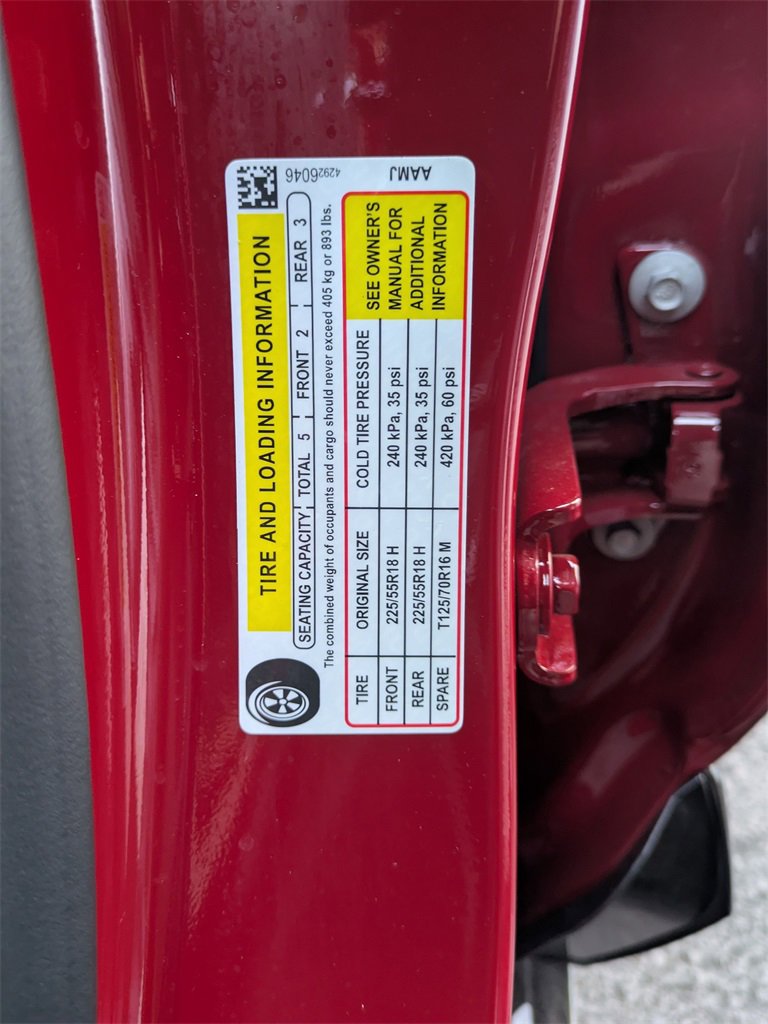 TIRE AND LOADING INFORMATION
SEATING CAPACITY TOTAL 5 FRONT 2 REAR 3
The combined weight of occupants and cargo should never exceed 405 kg or 893 lbs.
TIRE ORIGINAL SIZE COLD TIRE PRESSURE SEE OWNER'S
FRONT 225/55R18 H 240 kPa, 35 psi MANUAL FOR
REAR 225/55R18 H 240 kPa, 35 psi ADDITIONAL
SPARE T125/70R16 M 420 kPa, 60 psi INFORMATION
42926046
AAMJ